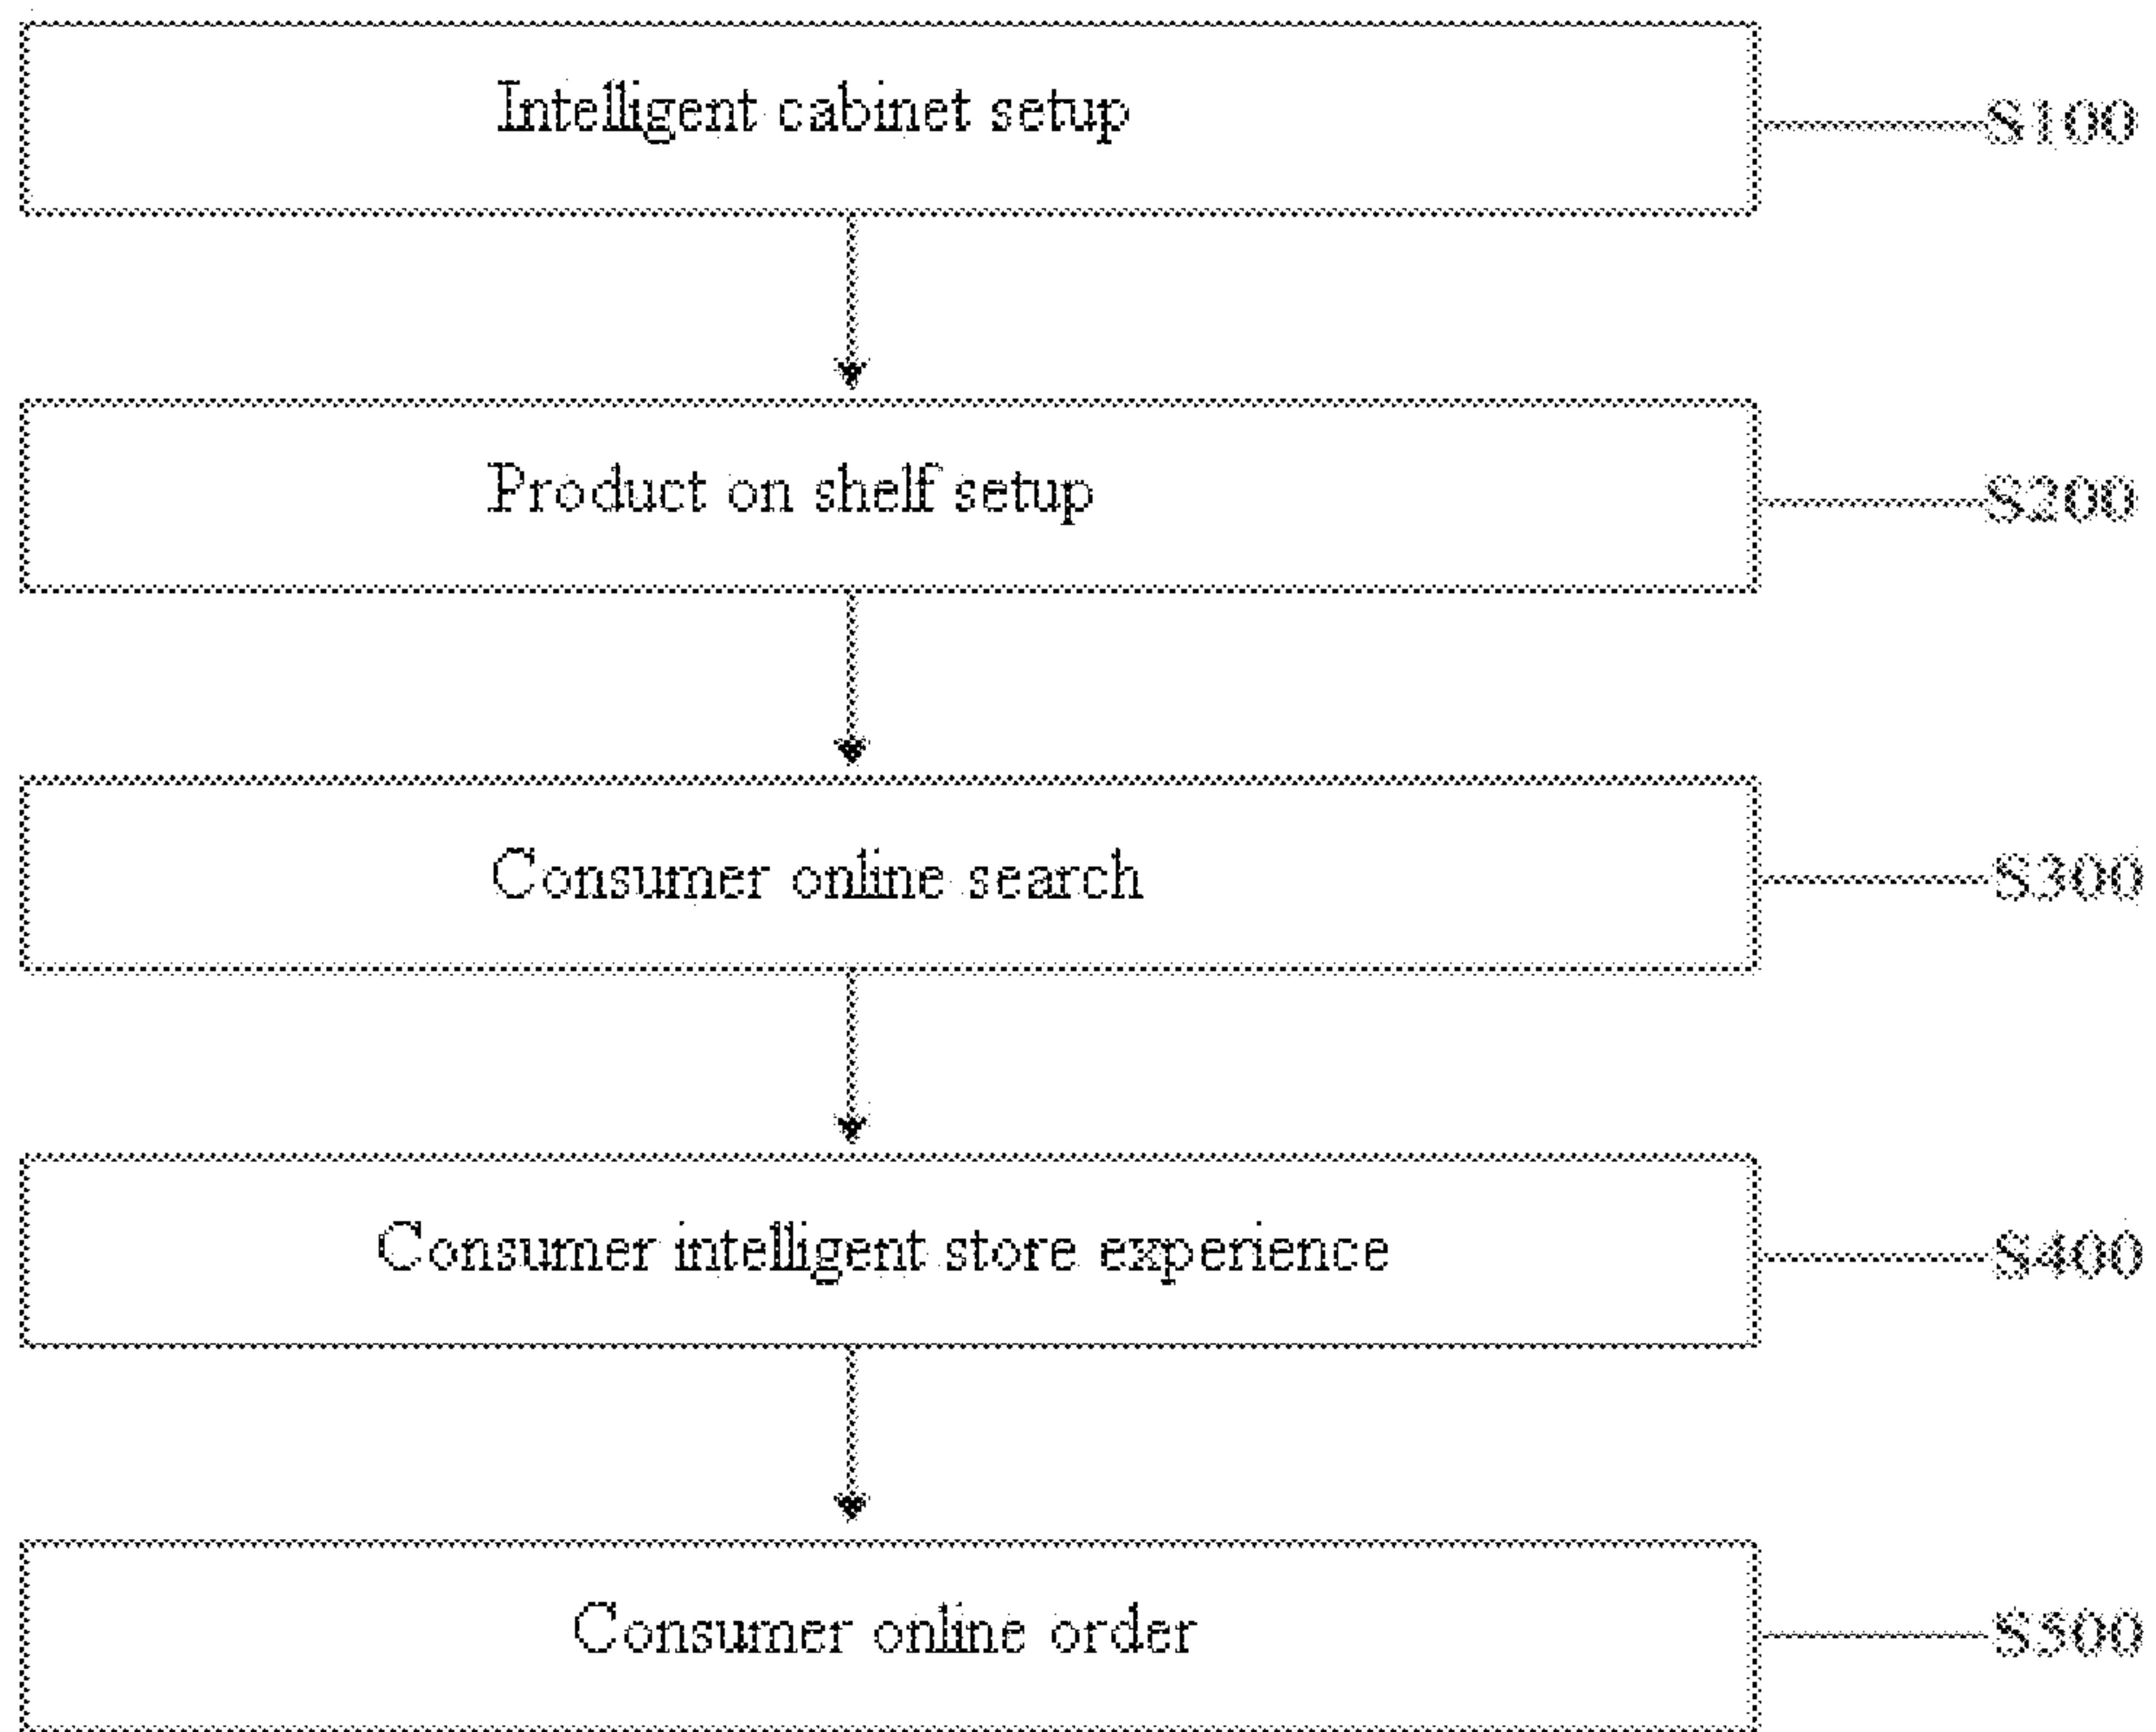 Intelligent cabinet setup
S100
Product on shelf setup
S200
Consumer online search
S300
Consumer intelligent store experience
S400
Consumer online order
S500